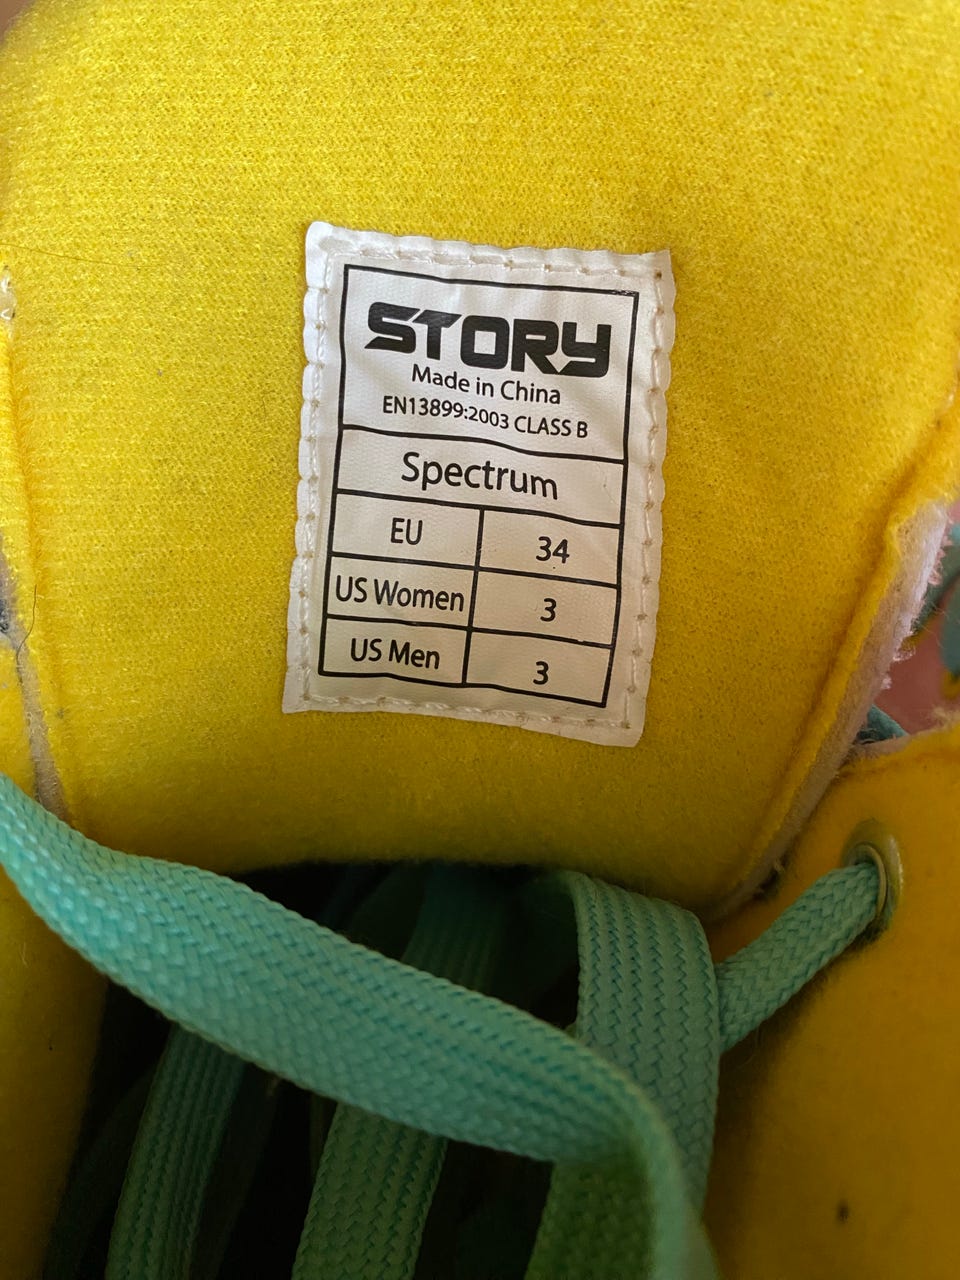 STORY
Made in China
EN13899:2003 CLASS B
Spectrum
EU 34
US Women 3
US Men 3